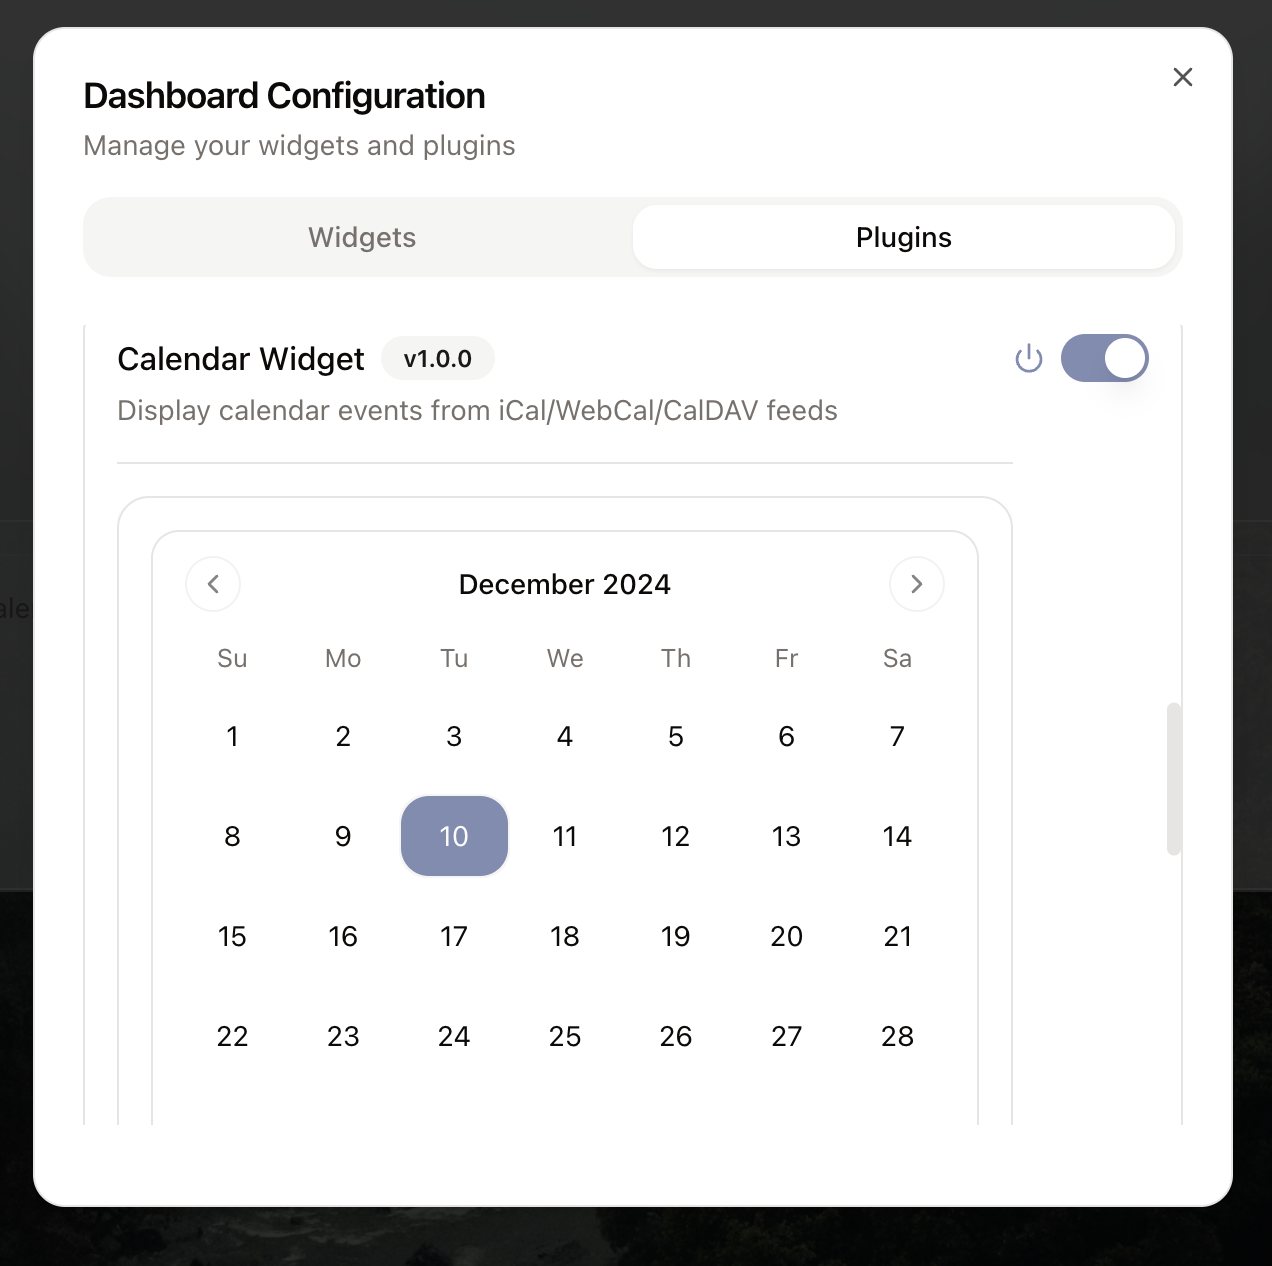 Dashboard Configuration
Manage your widgets and plugins
Widgets Plugins
Calendar Widget v1.0.0
Display calendar events from iCal/WebCal/CalDAV feeds
December 2024
Su Mo Tu We Th Fr Sa
1 2 3 4 5 6 7
8 9 10 11 12 13 14
15 16 17 18 19 20 21
22 23 24 25 26 27 28